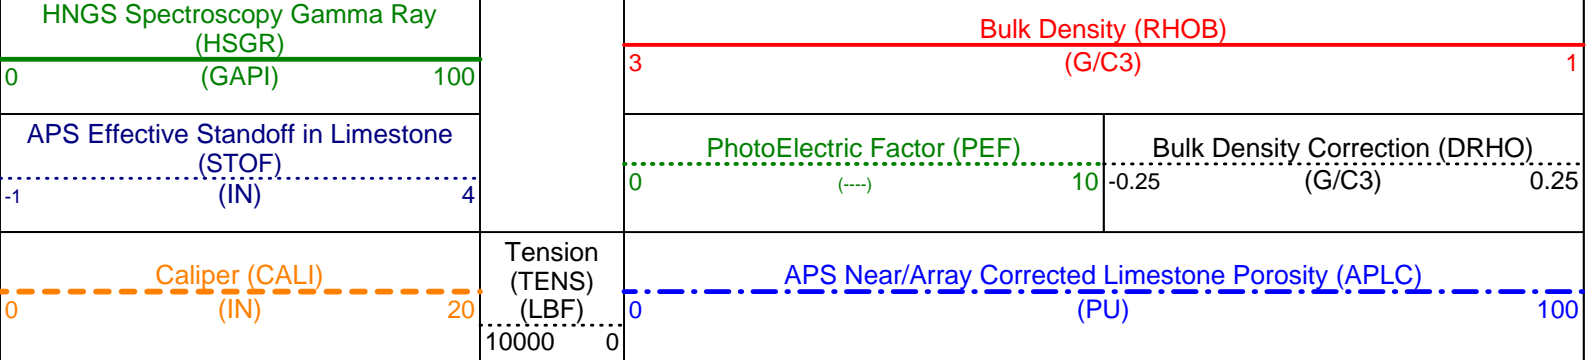 HNGS Spectroscopy Gamma Ray
(HSGR)
0 (GAPI) 100
Bulk Density (RHOB)
3 (G/C3) 1
APS Effective Standoff in Limestone
(STOF)
-1 (IN) 4
PhotoElectric Factor (PEF)
0 (----) 10
Bulk Density Correction (DRHO)
-0.25 (G/C3) 0.25
Caliper (CALI)
0 (IN) 20
Tension
(TENS)
(LBF)
10000 0
APS Near/Array Corrected Limestone Porosity (APLC)
0 (PU) 100